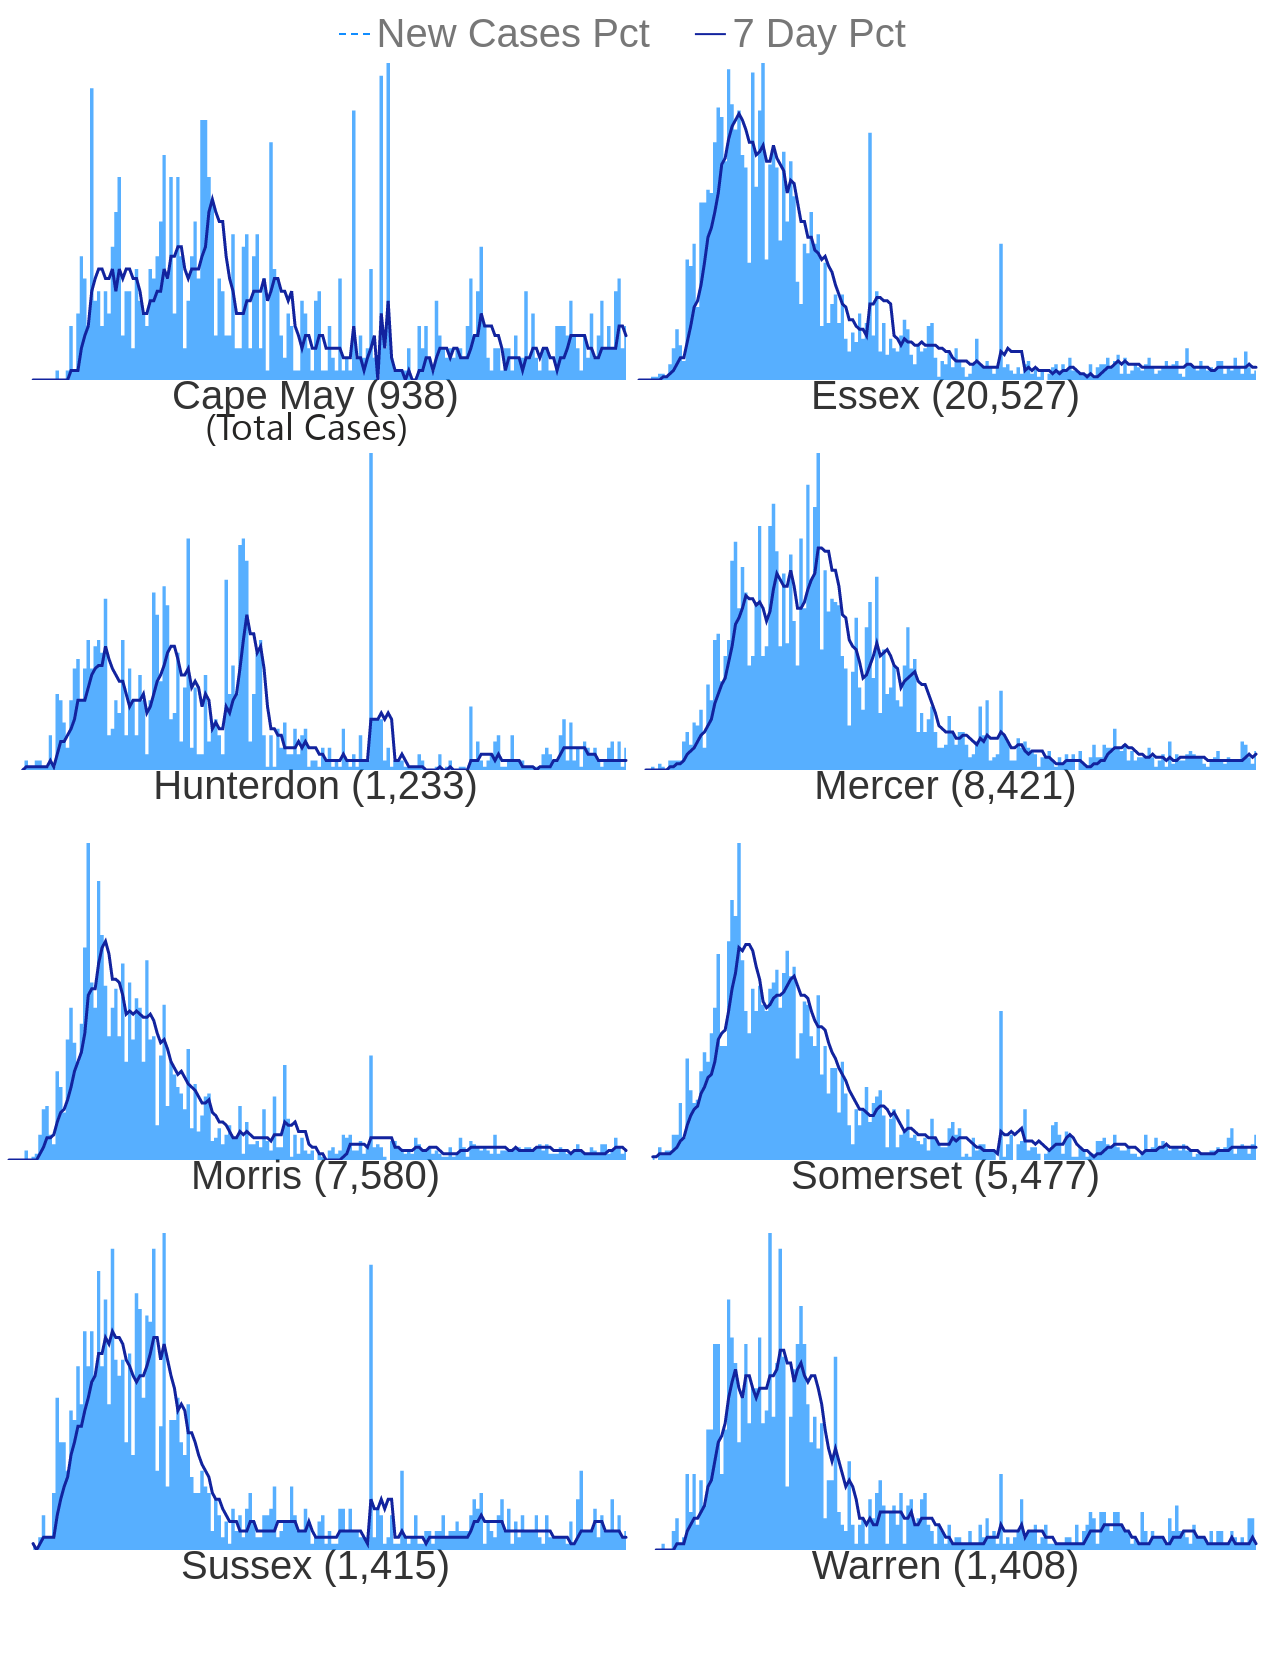 New Cases Pct 7 Day Pct
Cape May (938) Essex (20,527)
(Total Cases)
Hunterdon (1,233) Mercer (8,421)
Morris (7,580) Somerset (5,477)
Sussex (1,415) Warren (1,408)